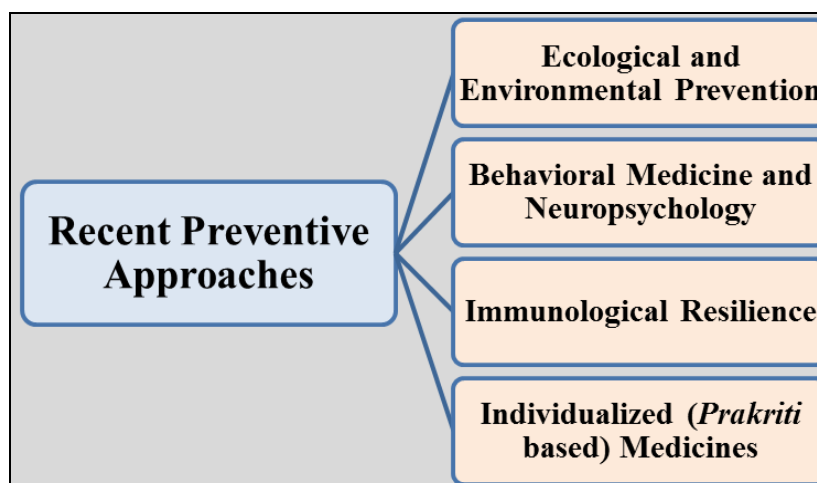 Recent Preventive
Approaches
Ecological and
Environmental Prevention
Behavioral Medicine and
Neuropsychology
Immunological Resilience
Individualized (Prakriti
based) Medicines